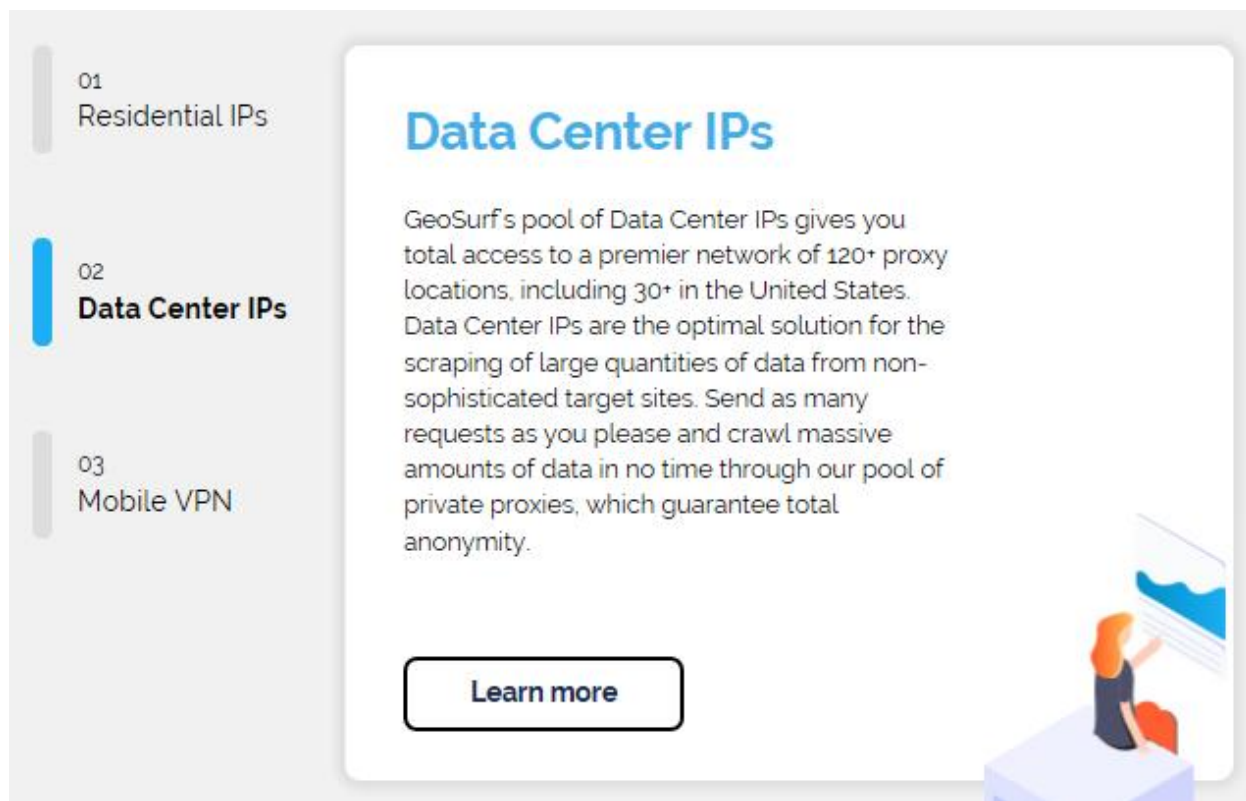 01
Residential IPs
02
Data Center IPs
03
Mobile VPN
Data Center IPs
GeoSurf's pool of Data Center IPs gives you
total access to a premier network of 120+ proxy
locations, including 30+ in the United States.
Data Center IPs are the optimal solution for the
scraping of large quantities of data from non-
sophisticated target sites. Send as many
requests as you please and crawl massive
amounts of data in no time through our pool of
private proxies, which guarantee total
anonymity.
Learn more